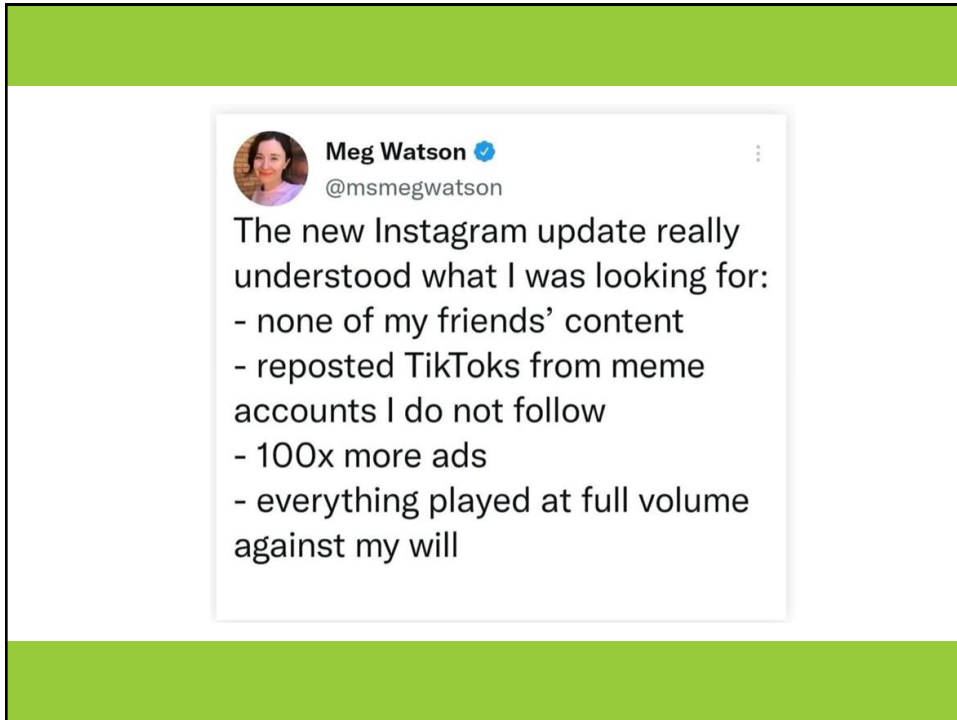 Meg Watson
@msmegwatson
The new Instagram update really
understood what I was looking for:
- none of my friends’ content
- reposted TikToks from meme
accounts I do not follow
- 100x more ads
- everything played at full volume
against my will